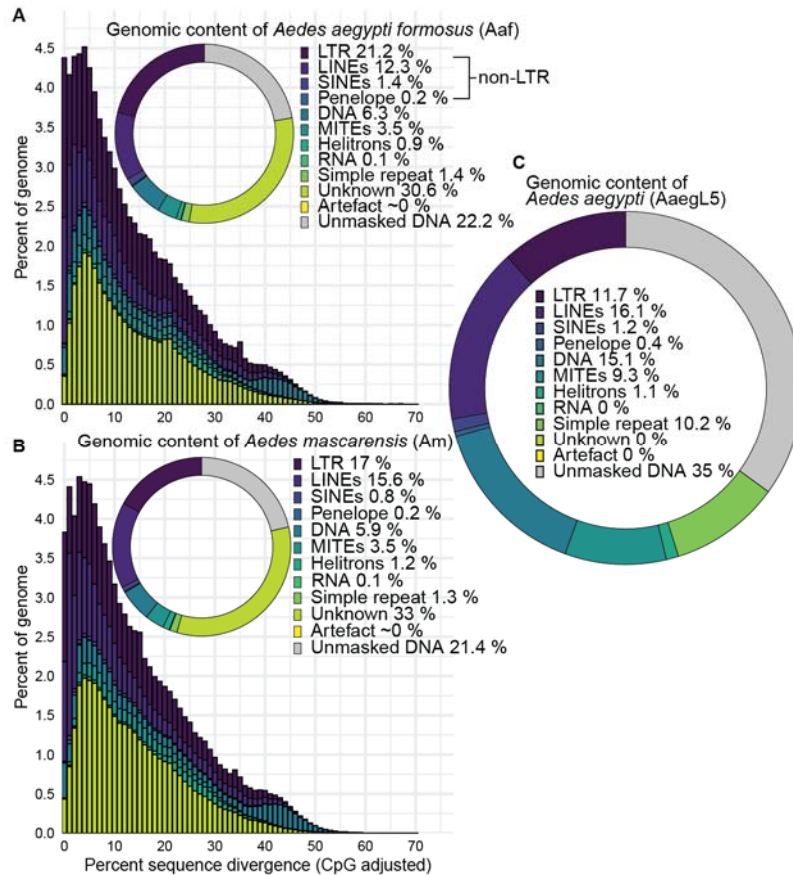 A
Genomic content of Aedes aegypti formosus (Aaf)
LTR 21.2 %
LINEs 12.3 %
SINEs 1.4 %
Penelope 0.2 %
non-LTR
DNA 6.3 %
MITEs 3.5 %
Helitrons 0.9 %
RNA 0.1 %
Simple repeat 1.4 %
Unknown 30.6 %
Artefact ~0 %
Unmasked DNA 22.2 %
Percent of genome
4.5
4.0
3.5
3.0
2.5
2.0
1.5
1.0
0.5
0.0
0 10 20 30 40 50 60 70
B
Genomic content of Aedes mascarensis (Am)
LTR 17 %
LINEs 15.6 %
SINEs 0.8 %
Penelope 0.2 %
DNA 5.9 %
MITEs 3.5 %
Helitrons 1.2 %
RNA 0.1 %
Simple repeat 1.3 %
Unknown 33 %
Artefact ~0 %
Unmasked DNA 21.4 %
Percent of genome
4.5
4.0
3.5
3.0
2.5
2.0
1.5
1.0
0.5
0.0
0 10 20 30 40 50 60 70
Percent sequence divergence (CpG adjusted)
C
Genomic content of
Aedes aegypti (AaegL5)
LTR 11.7 %
LINEs 16.1 %
SINEs 1.2 %
Penelope 0.4 %
DNA 15.1 %
MITEs 9.3 %
Helitrons 1.1 %
RNA 0 %
Simple repeat 10.2 %
Unknown 0 %
Artefact 0 %
Unmasked DNA 35 %